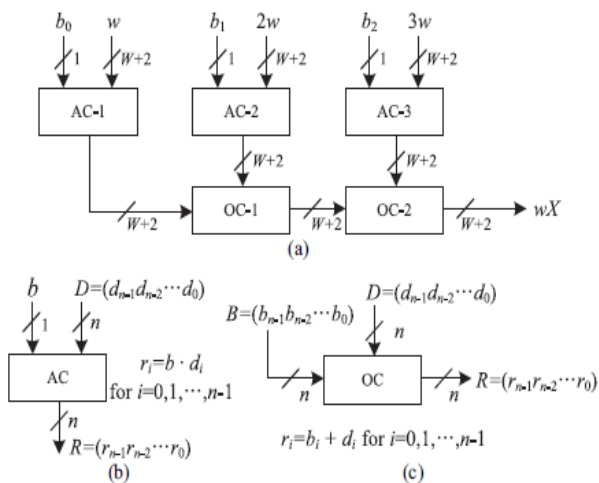 b₀ w b₁ 2w b₂ 3w
1 W+2 1 W+2 1 W+2
AC-1 AC-2 AC-3
W+2 W+2
W+2 OC-1 W+2 OC-2 W+2 wX
(a)
b D=(dₙ₋₁dₙ₋₂⋯d₀)
1 n
AC
rᵢ=b · dᵢ
for i=0,1,⋯,n-1
n
R=(rₙ₋₁rₙ₋₂⋯r₀)
(b)
D=(dₙ₋₁dₙ₋₂⋯d₀)
B=(bₙ₋₁bₙ₋₂⋯b₀)
n
n OC n R=(rₙ₋₁rₙ₋₂⋯r₀)
rᵢ=bᵢ + dᵢ for i=0,1,⋯,n-1
(c)